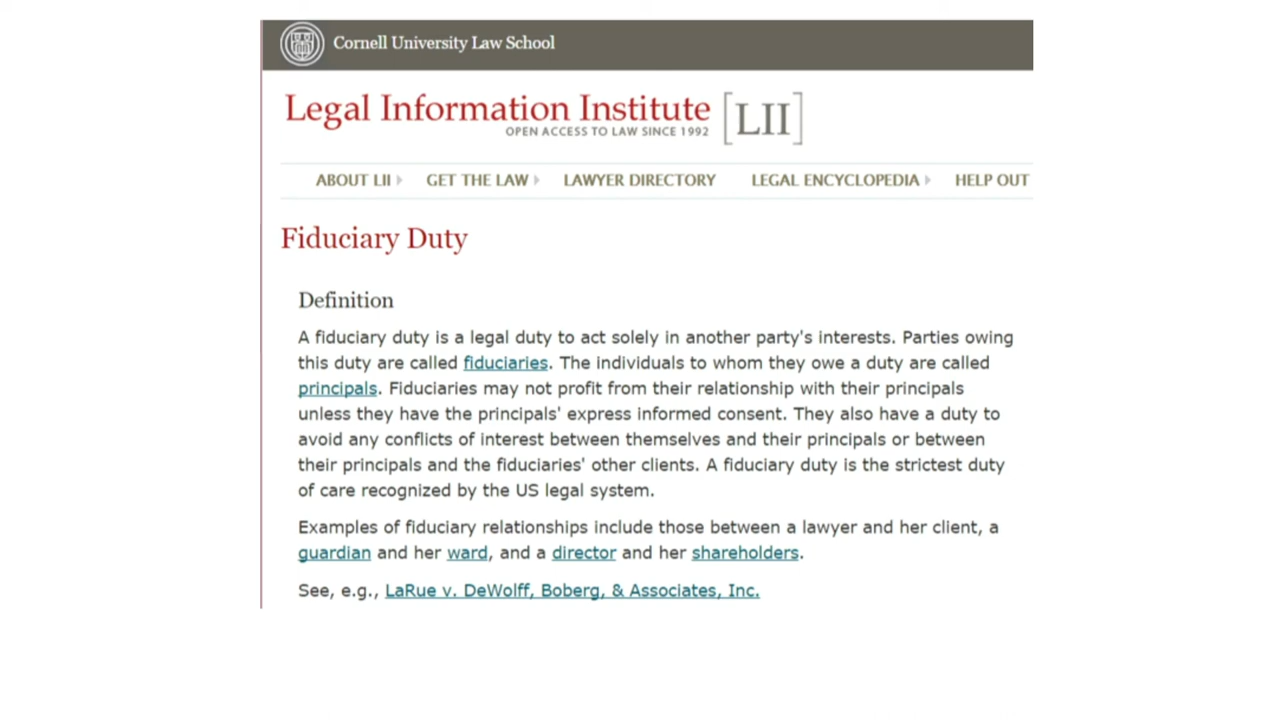 Cornell University Law School
Legal Information Institute [LII]
OPEN ACCESS TO LAW SINCE 1992
ABOUT LII GET THE LAW LAWYER DIRECTORY LEGAL ENCYCLOPEDIA HELP OUT
Fiduciary Duty
Definition
A fiduciary duty is a legal duty to act solely in another party's interests. Parties owing
this duty are called fiduciaries. The individuals to whom they owe a duty are called
principals. Fiduciaries may not profit from their relationship with their principals
unless they have the principals' express informed consent. They also have a duty to
avoid any conflicts of interest between themselves and their principals or between
their principals and the fiduciaries' other clients. A fiduciary duty is the strictest duty
of care recognized by the US legal system.
Examples of fiduciary relationships include those between a lawyer and her client, a
guardian and her ward, and a director and her shareholders.
See, e.g., LaRue v. DeWolff, Boberg, & Associates, Inc.